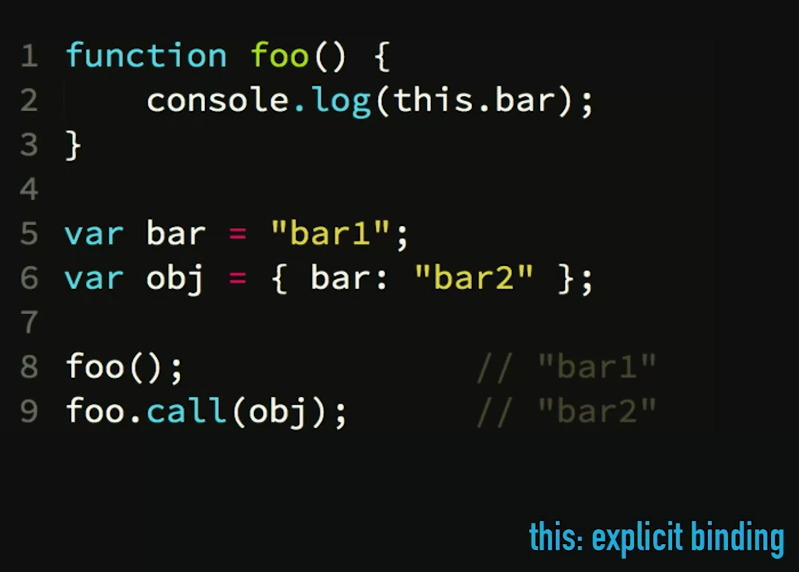 1 function foo() {
2     console.log(this.bar);
3 }
4
5 var bar = "bar1";
6 var obj = { bar: "bar2" };
7
8 foo();               // "bar1"
9 foo.call(obj);       // "bar2"
this: explicit binding